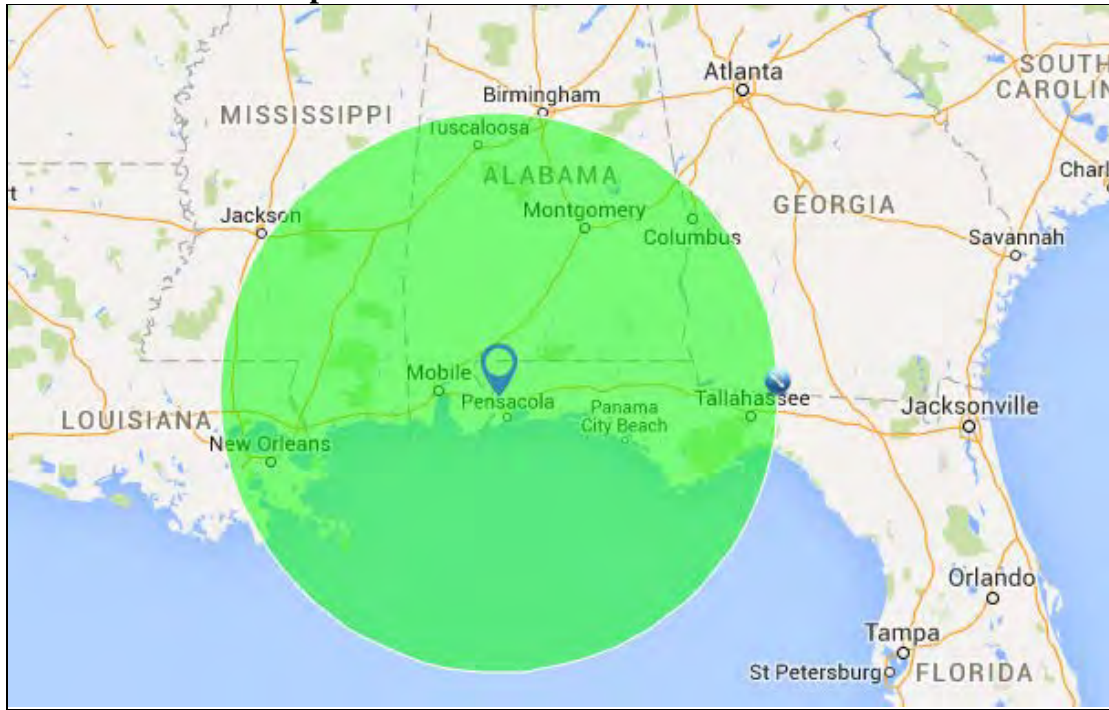 Atlanta
SOUTH
CAROLIN
Birmingham
MISSISSIPPI
Tuscaloosa
ALABAMA
Charl
t
Jackson
Montgomery
GEORGIA
Columbus
Savannah
Mobile
Pensacola
Panama
City Beach
Tallahassee
LOUISIANA
Jacksonville
New Orleans
Orlando
Tampa
St Petersburg
FLORIDA